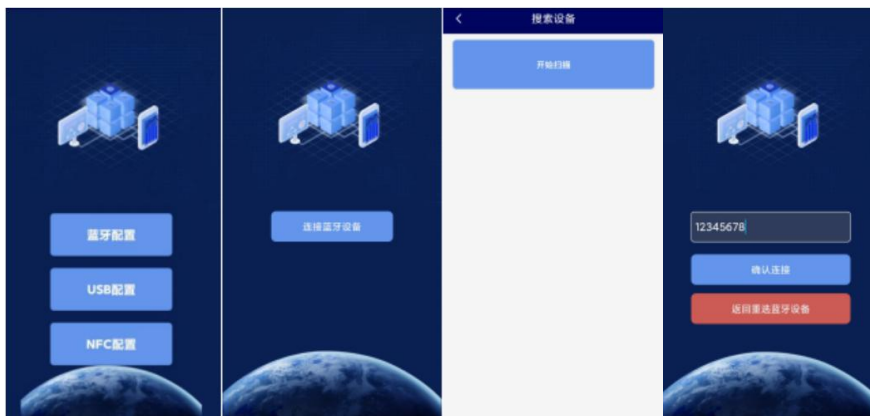 蓝牙配置
USB配置
NFC配置
连接蓝牙设备
搜索设备
开始扫描
12345678
确认连接
返回重选蓝牙设备